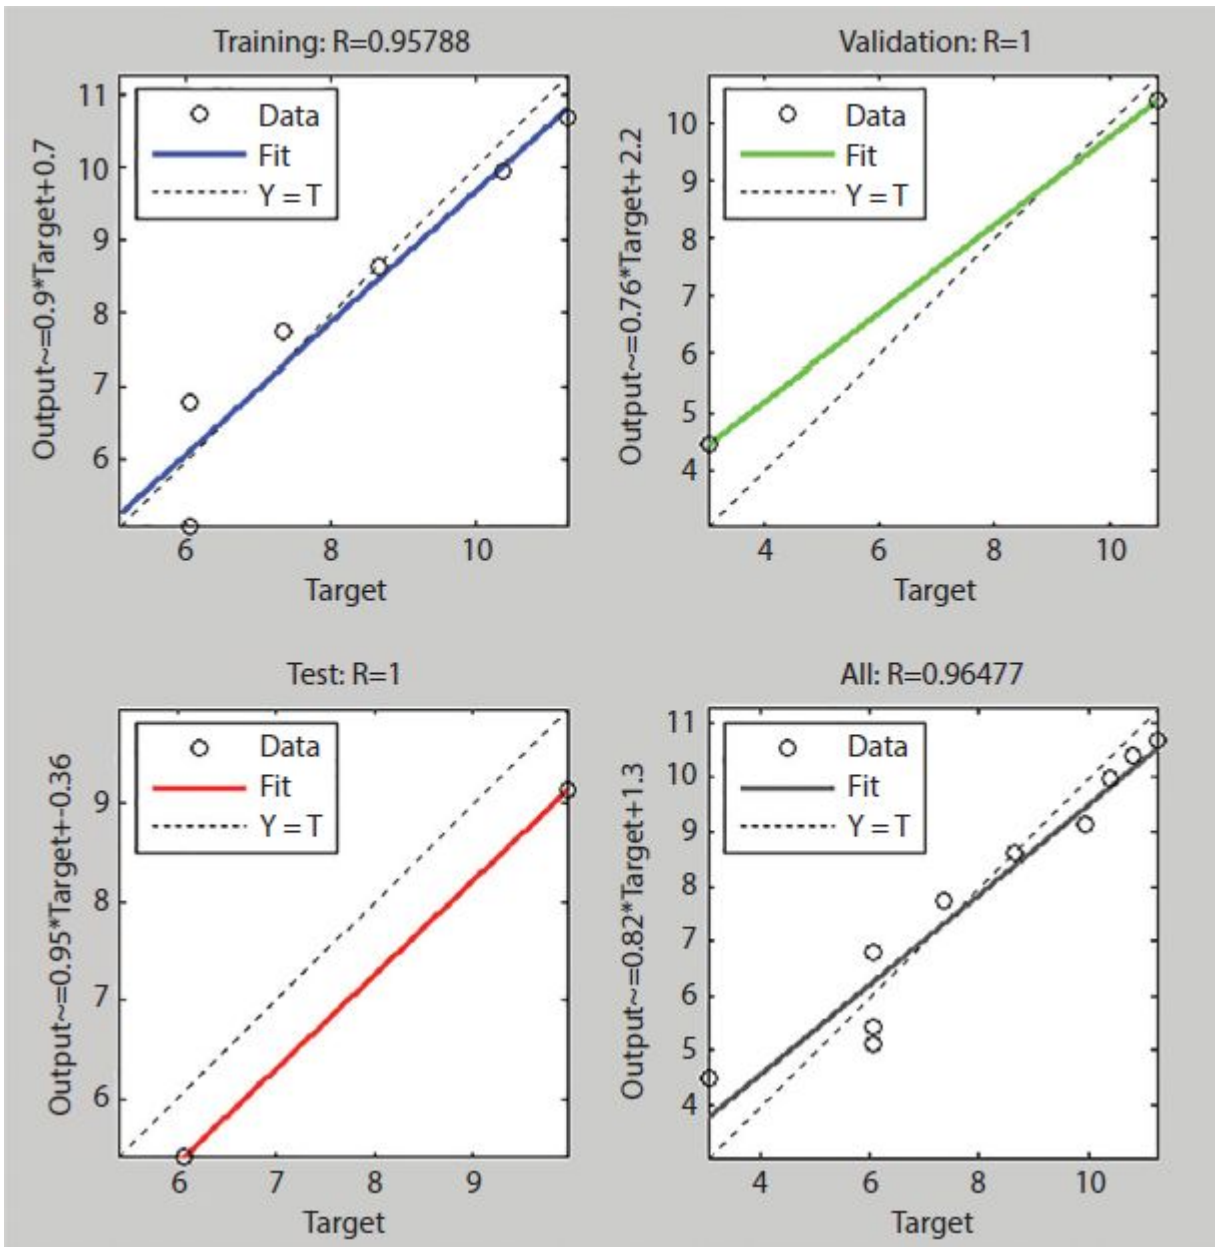 Training: R=0.95788
Output~=0.9*Target+0.7
11
10
9
8
7
6
Data
Fit
Y = T
6 8 10
Target
Validation: R=1
Output~=0.76*Target+2.2
10
9
8
7
6
5
4
Data
Fit
Y = T
4 6 8 10
Target
Test: R=1
Output~=0.95*Target+-0.36
9
8
7
6
Data
Fit
Y = T
6 7 8 9
Target
All: R=0.96477
Output~=0.82*Target+1.3
11
10
9
8
7
6
5
4
Data
Fit
Y = T
4 6 8 10
Target